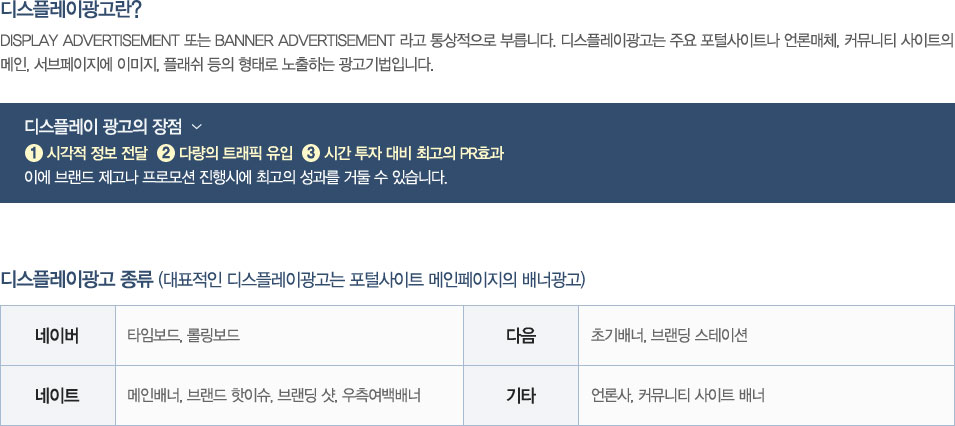 디스플레이광고란?
DISPLAY ADVERTISEMENT 또는 BANNER ADVERTISEMENT 라고 통상적으로 부릅니다. 디스플레이광고는 주요 포털사이트나 언론매체, 커뮤니티 사이트의
메인, 서브페이지에 이미지, 플래쉬 등의 형태로 노출하는 광고기법입니다.
디스플레이 광고의 장점
1 시각적 정보 전달 2 다량의 트래픽 유입 3 시간 투자 대비 최고의 PR효과
이에 브랜드 제고나 프로모션 진행시에 최고의 성과를 거둘 수 있습니다.
디스플레이광고 종류 (대표적인 디스플레이광고는 포털사이트 메인페이지의 배너광고)
네이버 타임보드, 롤링보드 다음 초기배너, 브랜딩 스테이션
네이트 메인배너, 브랜드 핫이슈, 브랜딩 샷, 우측여백배너 기타 언론사, 커뮤니티 사이트 배너